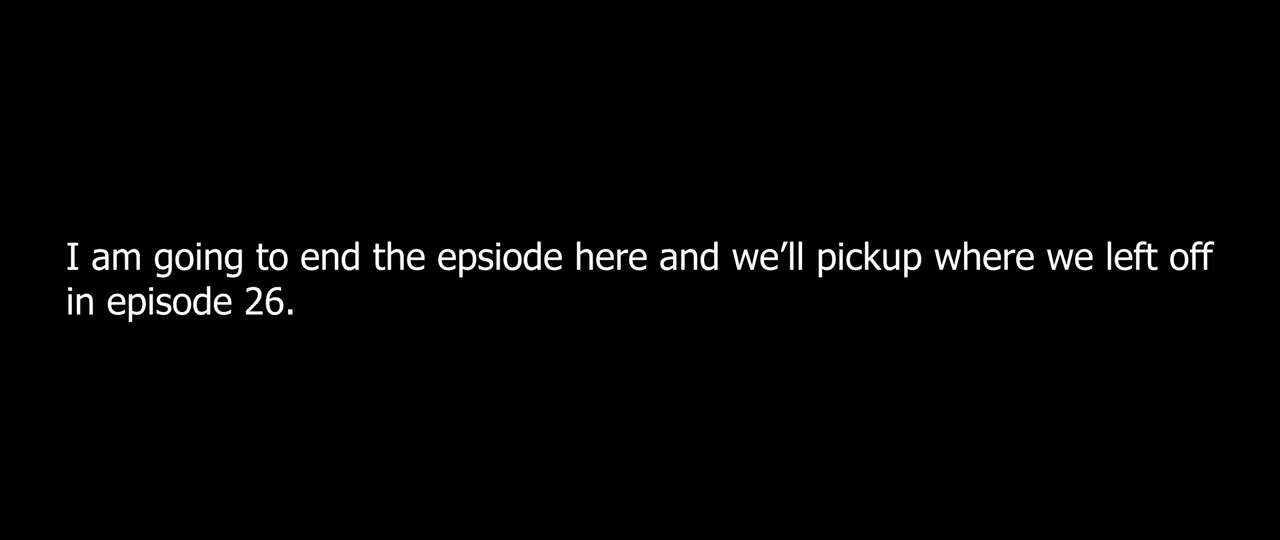 I am going to end the epsiode here and we’ll pickup where we left off
in episode 26.